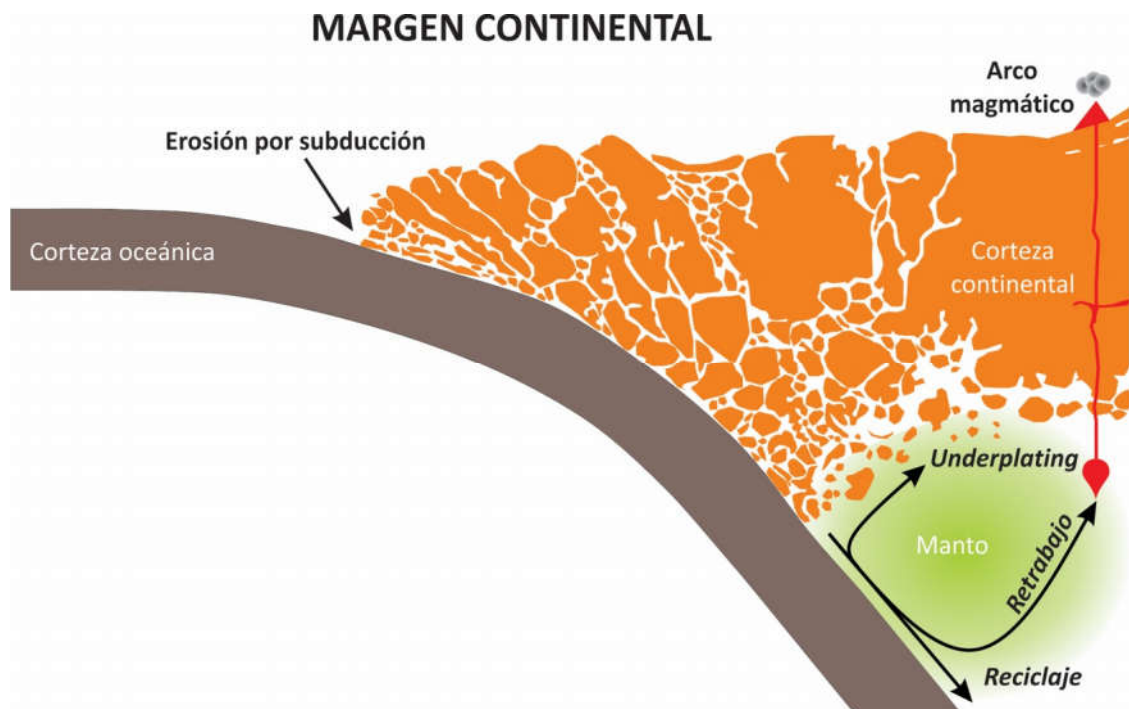 MARGEN CONTINENTAL
Arco
magmático
Erosión por subducción
Corteza oceánica
Corteza
continental
Underplating
Manto
Retrabajo
Reciclaje